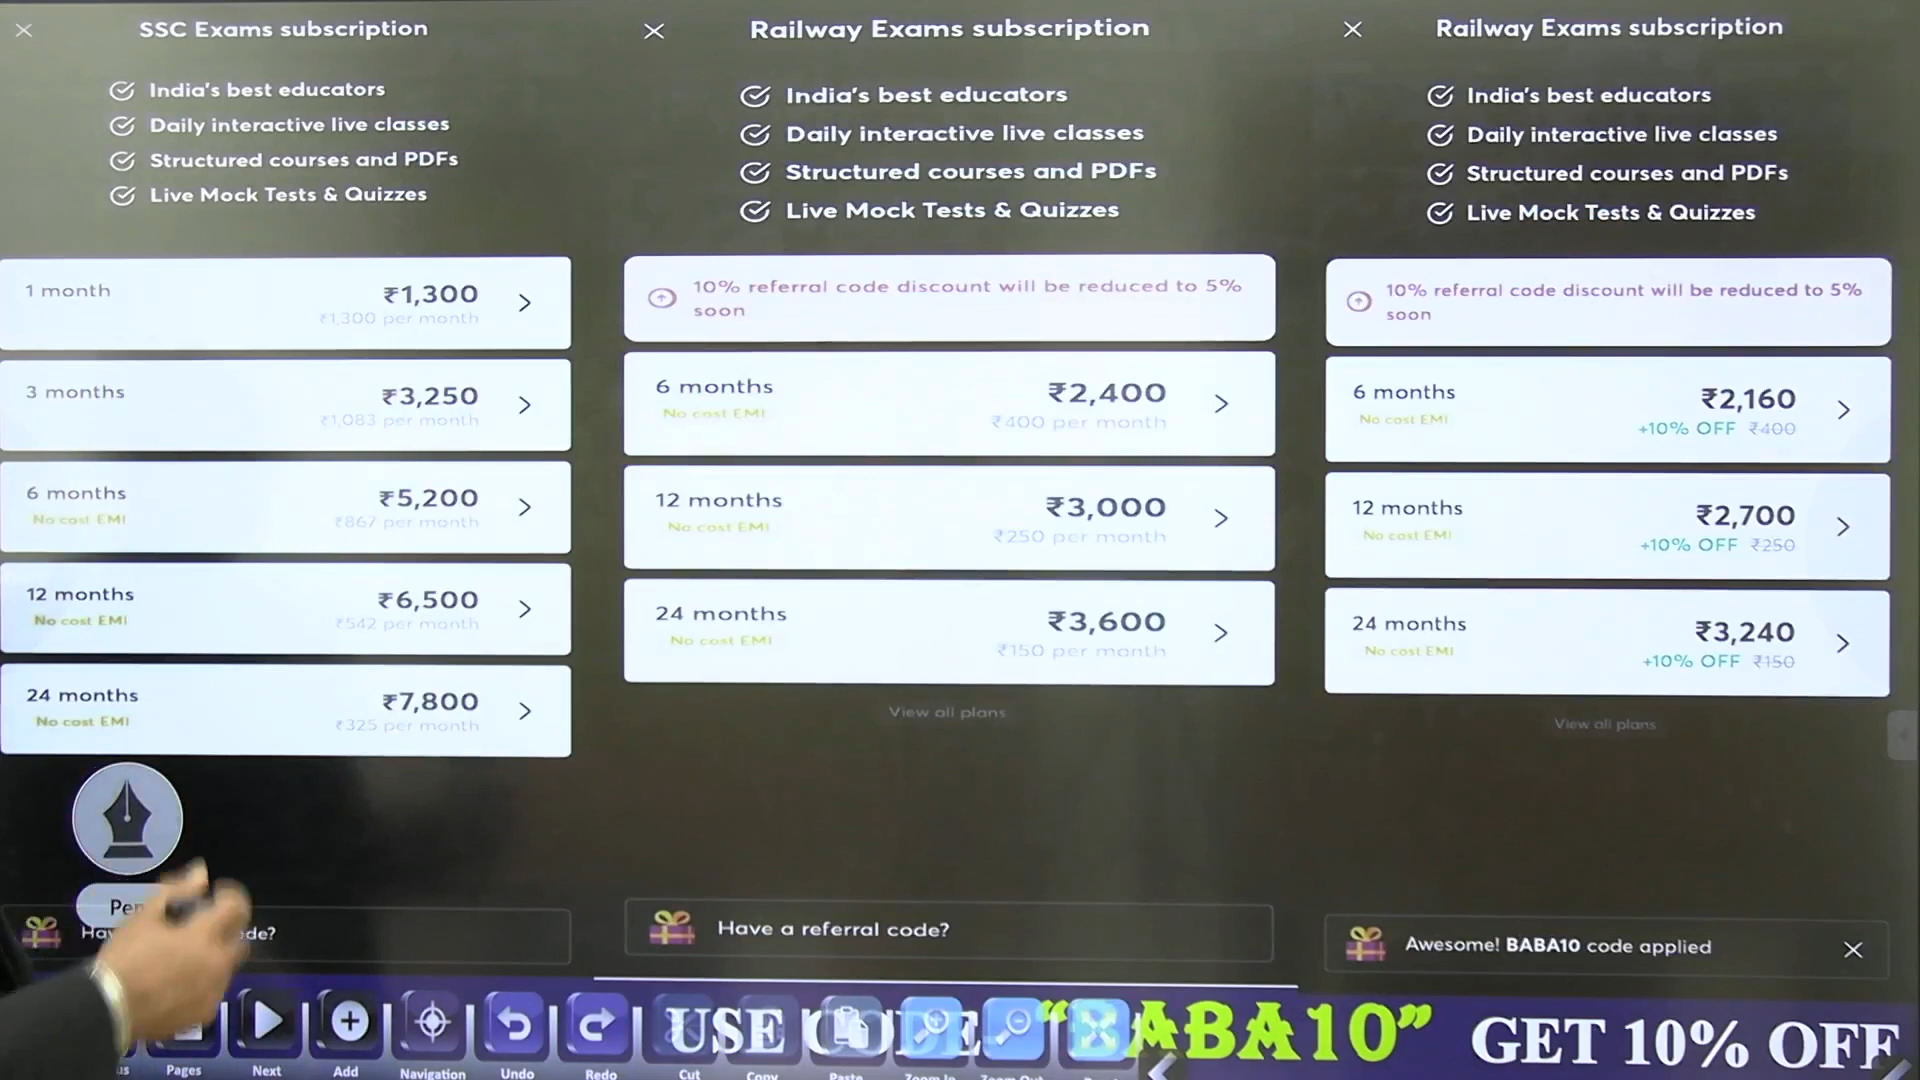 SSC Exams subscription
India's best educators
Daily interactive live classes
Structured courses and PDFs
Live Mock Tests & Quizzes
1 month
₹1,300
₹1,300 per month
3 months
₹3,250
₹1,083 per month
6 months
₹5,200
No cost EMI
₹867 per month
12 months
₹6,500
No cost EMI
₹542 per month
24 months
₹7,800
No cost EMI
₹325 per month
Railway Exams subscription
India's best educators
Daily interactive live classes
Structured courses and PDFs
Live Mock Tests & Quizzes
10% referral code discount will be reduced to 5%
soon
6 months
₹2,400
No cost EMI
₹400 per month
12 months
₹3,000
No cost EMI
₹250 per month
24 months
₹3,600
No cost EMI
₹150 per month
View all plans
Have a referral code?
Railway Exams subscription
India's best educators
Daily interactive live classes
Structured courses and PDFs
Live Mock Tests & Quizzes
10% referral code discount will be reduced to 5%
soon
6 months
₹2,160
No cost EMI
+10% OFF ₹400
12 months
₹2,700
No cost EMI
+10% OFF ₹250
24 months
₹3,240
No cost EMI
+10% OFF ₹150
View all plans
Awesome! BABA10 code applied
USE CODE "BABA10" GET 10% OFF
Pages Next Add Navigation Undo Redo Cut Copy Paste Zoom In Zoom Out